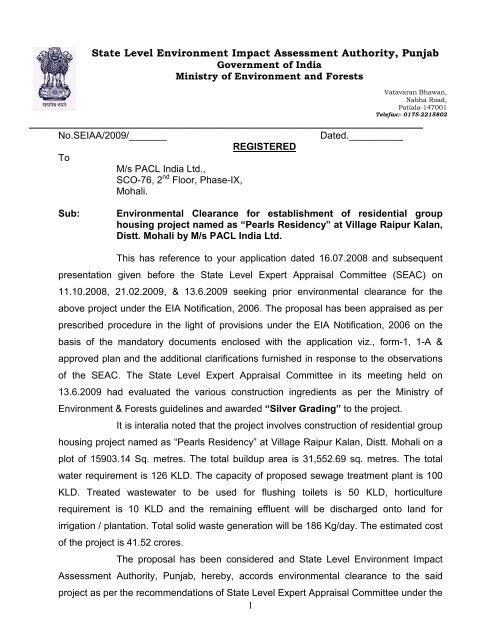 State Level Environment Impact Assessment Authority, Punjab
Government of India
Ministry of Environment and Forests
सत्यमेव जयते
Vatavaran Bhawan,
Nabha Road,
Patiala-147001
Telefax:- 0175-2215802
No.SEIAA/2009/_______ Dated.__________
REGISTERED
To
M/s PACL India Ltd.,
SCO-76, 2nd Floor, Phase-IX,
Mohali.
Sub: Environmental Clearance for establishment of residential group
housing project named as “Pearls Residency” at Village Raipur Kalan,
Distt. Mohali by M/s PACL India Ltd.
This has reference to your application dated 16.07.2008 and subsequent
presentation given before the State Level Expert Appraisal Committee (SEAC) on
11.10.2008, 21.02.2009, & 13.6.2009 seeking prior environmental clearance for the
above project under the EIA Notification, 2006. The proposal has been appraised as per
prescribed procedure in the light of provisions under the EIA Notification, 2006 on the
basis of the mandatory documents enclosed with the application viz., form-1, 1-A &
approved plan and the additional clarifications furnished in response to the observations
of the SEAC. The State Level Expert Appraisal Committee in its meeting held on
13.6.2009 had evaluated the various construction ingredients as per the Ministry of
Environment & Forests guidelines and awarded “Silver Grading” to the project.
It is interalia noted that the project involves construction of residential group
housing project named as “Pearls Residency” at Village Raipur Kalan, Distt. Mohali on a
plot of 15903.14 Sq. metres. The total buildup area is 31,552.69 sq. metres. The total
water requirement is 126 KLD. The capacity of proposed sewage treatment plant is 100
KLD. Treated wastewater to be used for flushing toilets is 50 KLD, horticulture
requirement is 10 KLD and the remaining effluent will be discharged onto land for
irrigation / plantation. Total solid waste generation will be 186 Kg/day. The estimated cost
of the project is 41.52 crores.
The proposal has been considered and State Level Environment Impact
Assessment Authority, Punjab, hereby, accords environmental clearance to the said
project as per the recommendations of State Level Expert Appraisal Committee under the
1